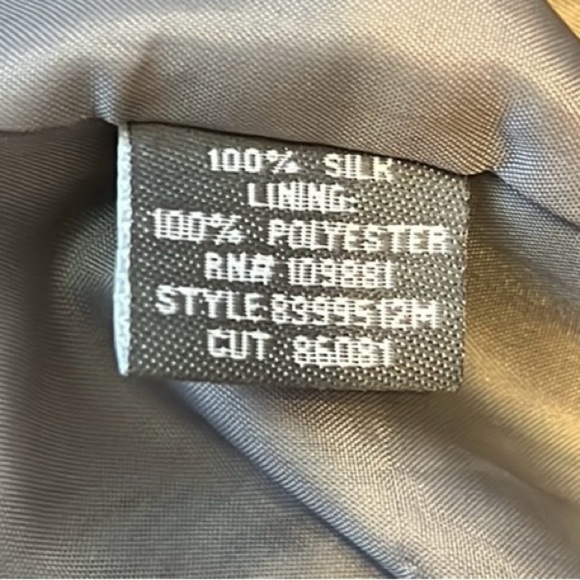 100% SILK
LINING:
100% POLYESTER
RN# 109881
STYLE:8399512M
CUT 86081